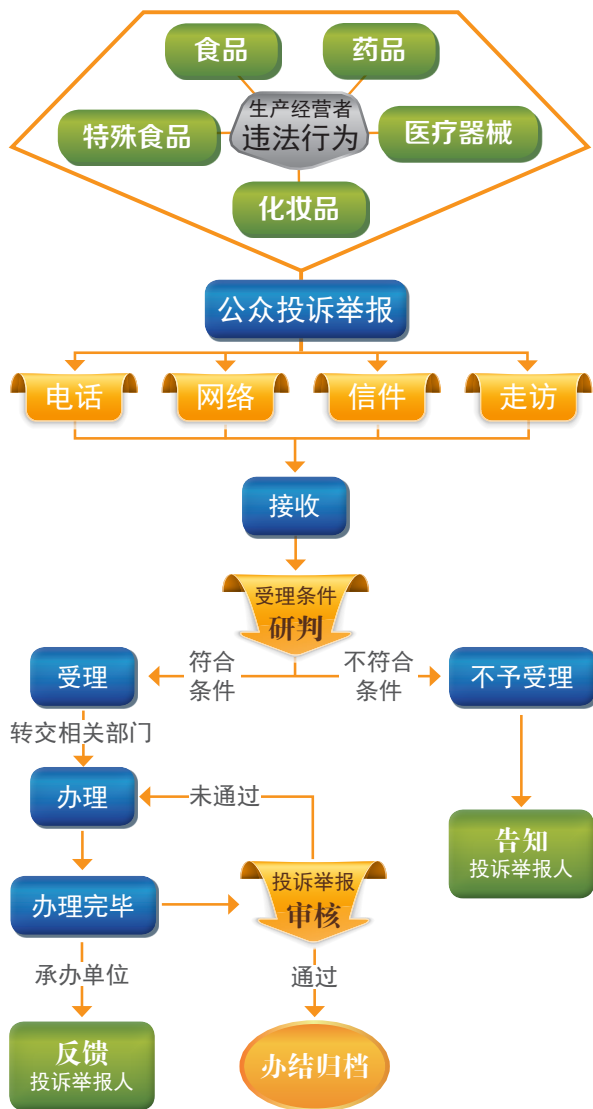 食品
药品
生产经营者
违法行为
特殊食品
医疗器械
化妆品
公众投诉举报
电话
网络
信件
走访
接收
受理条件
研判
受理
符合
条件
不符合
条件
不予受理
转交相关部门
办理
未通过
告知
投诉举报人
办理完毕
投诉举报
审核
承办单位
通过
反馈
投诉举报人
办结归档